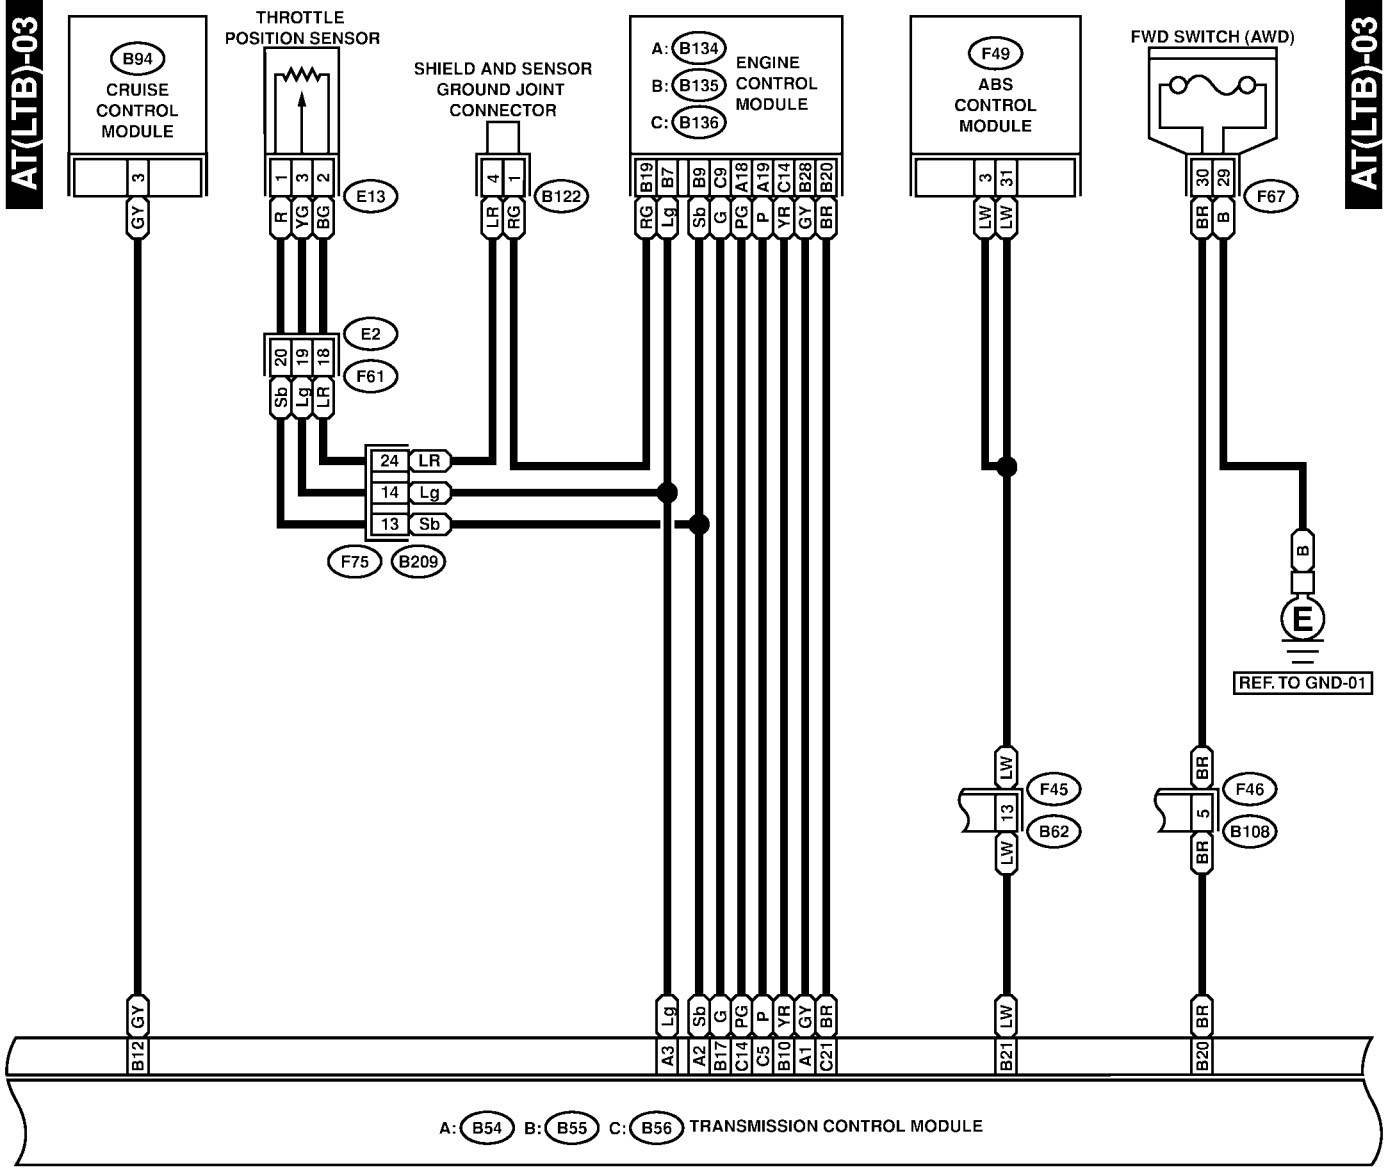 AT(LTB)-03
AT(LTB)-03
B94
CRUISE
CONTROL
MODULE
3
GY
THROTTLE
POSITION SENSOR
1 3 2
E13
R YG BG
SHIELD AND SENSOR
GROUND JOINT
CONNECTOR
4 1
B122
LR RG
A: B134
B: B135
C: B136
ENGINE
CONTROL
MODULE
B19 B7 B9 C9 A18 A19 C14 B28 B20
RG Lg Sb G PG P YR GY BR
F49
ABS
CONTROL
MODULE
3 31
LW LW
FWD SWITCH (AWD)
30 29
F67
BR B
E2
20 19 18
F61
Sb Lg LR
24 LR
14 Lg
13 Sb
F75 B209
B
E
REF. TO GND-01
LW
F45
13
B62
LW
BR
F46
5
B108
BR
GY Lg Sb G PG P YR GY BR LW BR
B12 A3 A2 B17 C14 C5 B10 A1 C21 B21 B20
A: B54 B: B55 C: B56 TRANSMISSION CONTROL MODULE